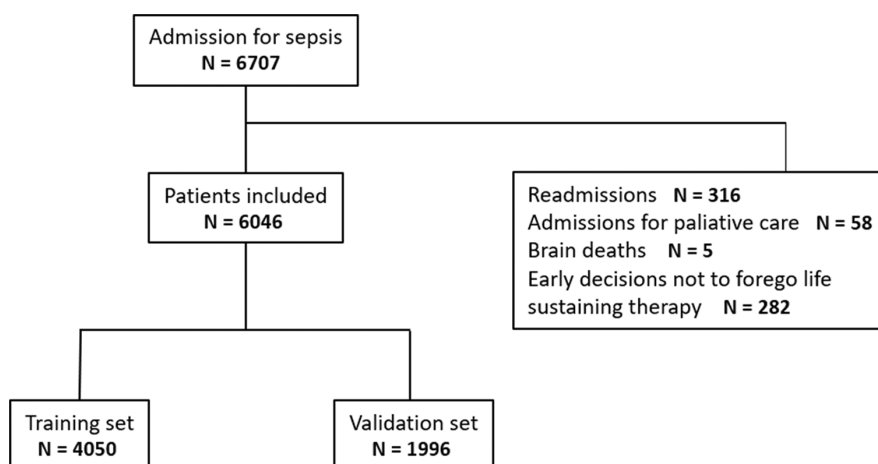 Admission for sepsis
N = 6707
Patients included
N = 6046
Readmissions N = 316
Admissions for paliative care N = 58
Brain deaths N = 5
Early decisions not to forego life
sustaining therapy N = 282
Training set
N = 4050
Validation set
N = 1996